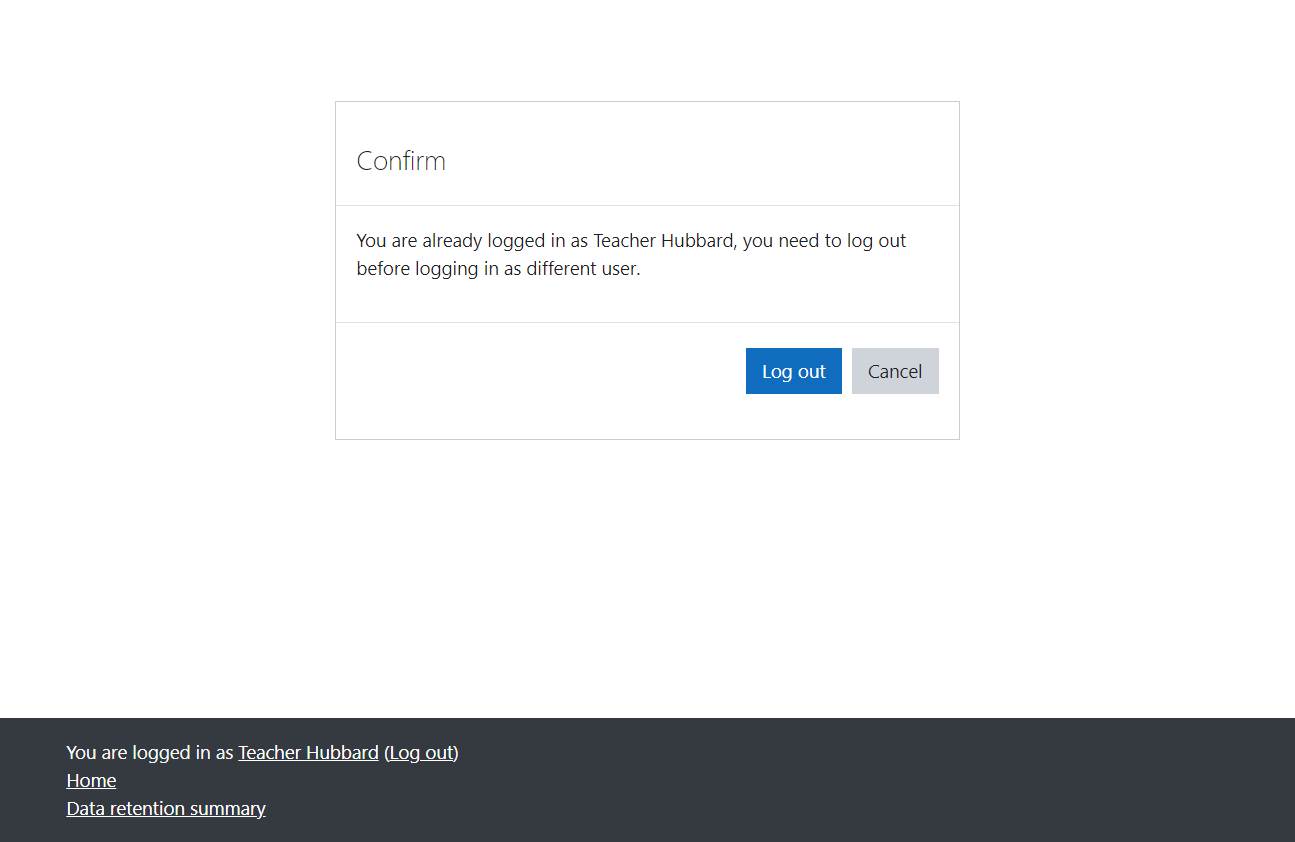 Confirm
You are already logged in as Teacher Hubbard, you need to log out
before logging in as different user.
Log out
Cancel
You are logged in as Teacher Hubbard (Log out)
Home
Data retention summary